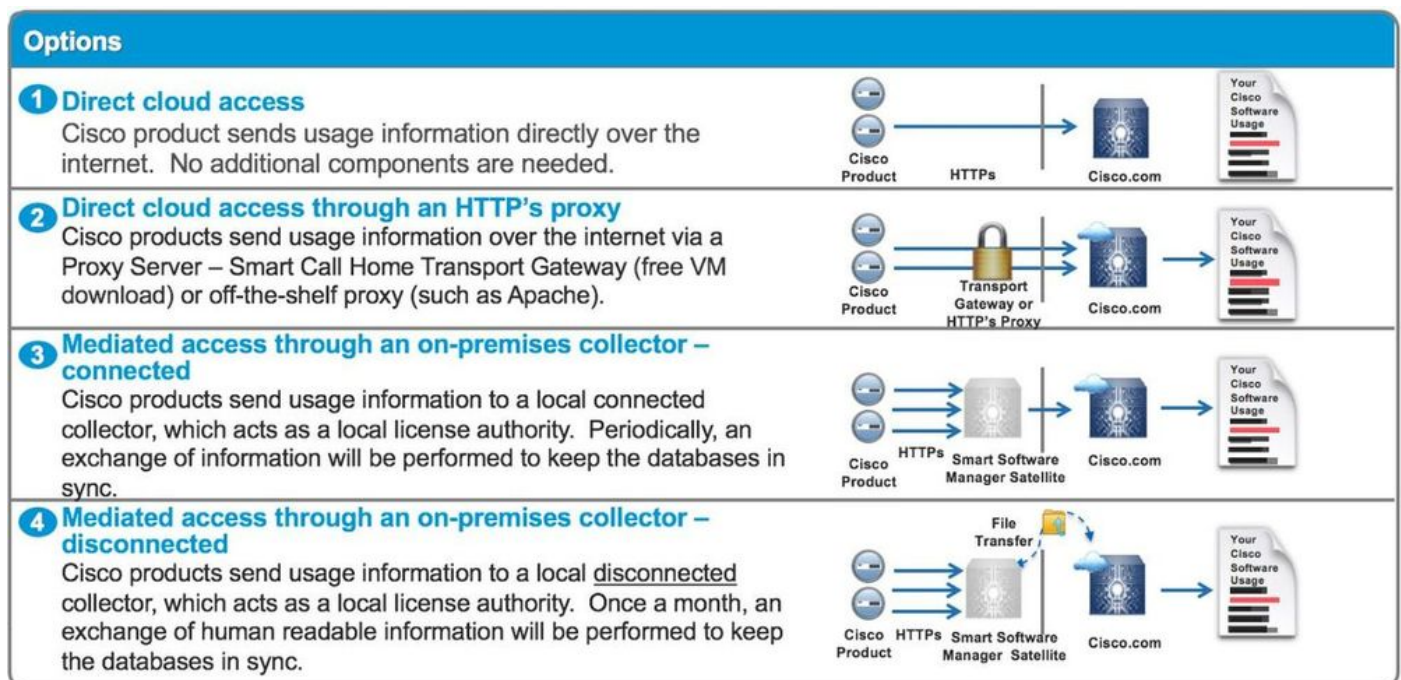 Options
1 Direct cloud access
Cisco product sends usage information directly over the
internet. No additional components are needed.
Cisco
Product
HTTPs
Cisco.com
Your
Cisco
Software
Usage
2 Direct cloud access through an HTTP's proxy
Cisco products send usage information over the internet via a
Proxy Server – Smart Call Home Transport Gateway (free VM
download) or off-the-shelf proxy (such as Apache).
Cisco
Product
Transport
Gateway or
HTTP's Proxy
Cisco.com
Your
Cisco
Software
Usage
3 Mediated access through an on-premises collector –
connected
Cisco products send usage information to a local connected
collector, which acts as a local license authority. Periodically, an
exchange of information will be performed to keep the databases in
sync.
Cisco
Product
HTTPs
Smart Software
Manager Satellite
Cisco.com
Your
Cisco
Software
Usage
4 Mediated access through an on-premises collector –
disconnected
Cisco products send usage information to a local disconnected
collector, which acts as a local license authority. Once a month, an
exchange of human readable information will be performed to keep
the databases in sync.
File
Transfer
Cisco
Product
HTTPs
Smart Software
Manager Satellite
Cisco.com
Your
Cisco
Software
Usage